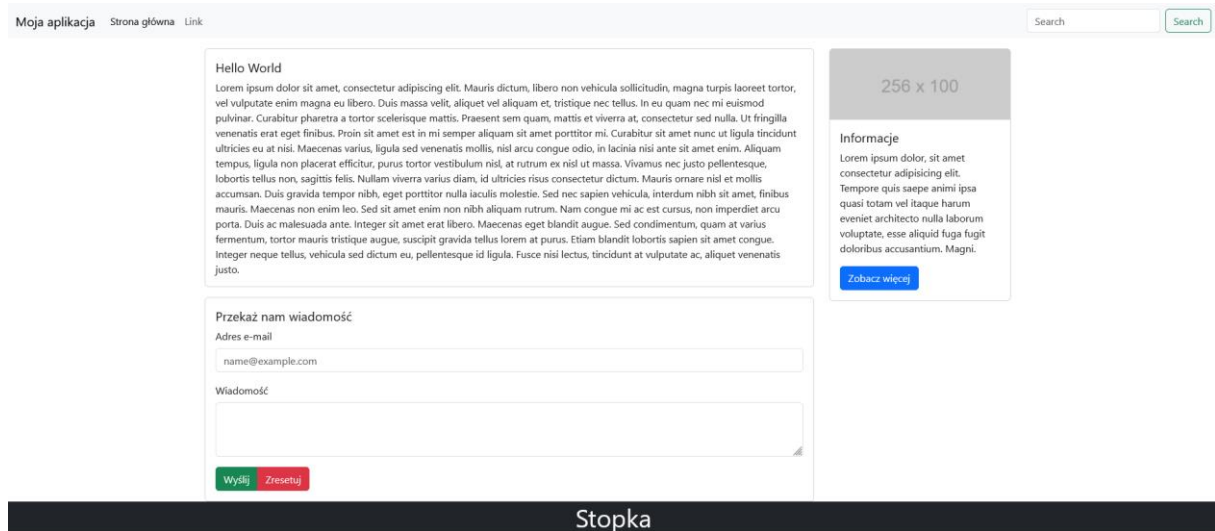 Moja aplikacja Strona główna Link Search Search
Hello World
Lorem ipsum dolor sit amet, consectetur adipiscing elit. Mauris dictum, libero non vehicula sollicitudin, magna turpis laoreet tortor,
vel vulputate enim magna eu libero. Duis massa velit, aliquet vel aliquam et, tristique nec tellus. In eu quam nec mi euismod
pulvinar. Curabitur pharetra a tortor scelerisque mattis. Praesent sem quam, mattis et viverra at, consectetur sed nulla. Ut fringilla
venenatis erat eget finibus. Proin sit amet est in mi semper aliquam sit amet porttitor mi. Curabitur sit amet nunc ut ligula tincidunt
ultricies eu at nisi. Maecenas varius, ligula sed venenatis mollis, nisl arcu congue odio, in lacinia nisi ante sit amet enim. Aliquam
tempus, ligula non placerat efficitur, purus tortor vestibulum nisl, at rutrum ex nisl ut massa. Vivamus nec justo pellentesque,
lobortis tellus non, sagittis felis. Nullam viverra varius diam, id ultricies risus consectetur dictum. Mauris ornare nisl et mollis
accumsan. Duis gravida tempor nibh, eget porttitor nulla iaculis molestie. Sed nec sapien vehicula, interdum nibh sit amet, finibus
mauris. Maecenas non enim leo. Sed sit amet enim non nibh aliquam rutrum. Nam congue mi ac est cursus, non imperdiet arcu
porta. Duis ac malesuada ante. Integer sit amet erat libero. Maecenas eget blandit augue. Sed condimentum, quam at varius
fermentum, tortor mauris tristique augue, suscipit gravida tellus lorem at purus. Etiam blandit lobortis sapien sit amet congue.
Integer neque tellus, vehicula sed dictum eu, pellentesque id ligula. Fusce nisi lectus, tincidunt at vulputate ac, aliquet venenatis
justo.
256 x 100
Informacje
Lorem ipsum dolor, sit amet
consectetur adipisicing elit.
Tempore quis saepe animi ipsa
quasi totam vel itaque harum
eveniet architecto nulla laborum
voluptate, esse aliquid fuga fugit
doloribus accusantium. Magni.
Zobacz więcej
Przekaż nam wiadomość
Adres e-mail
name@example.com
Wiadomość
Wyślij Zresetuj
Stopka